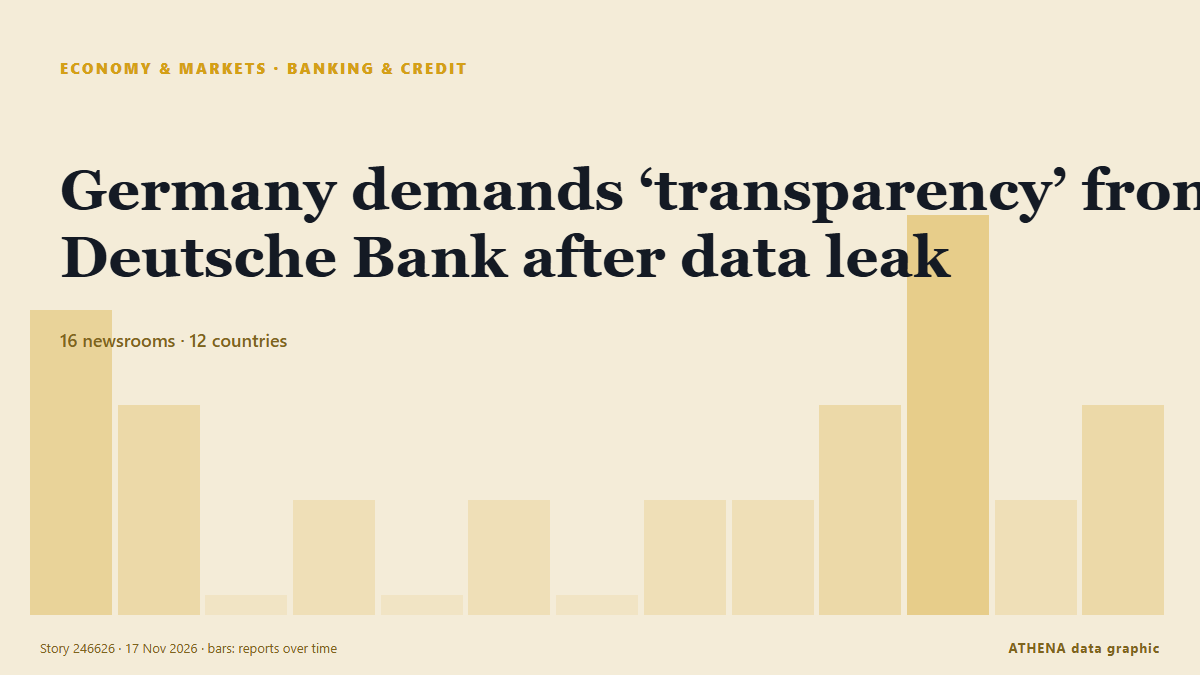 ECONOMY & MARKETS · BANKING & CREDIT
Germany demands ‘transparency’ from
Deutsche Bank after data leak
16 newsrooms · 12 countries
Story 246626 · 17 Nov 2026 · bars: reports over time
ATHENA data graphic